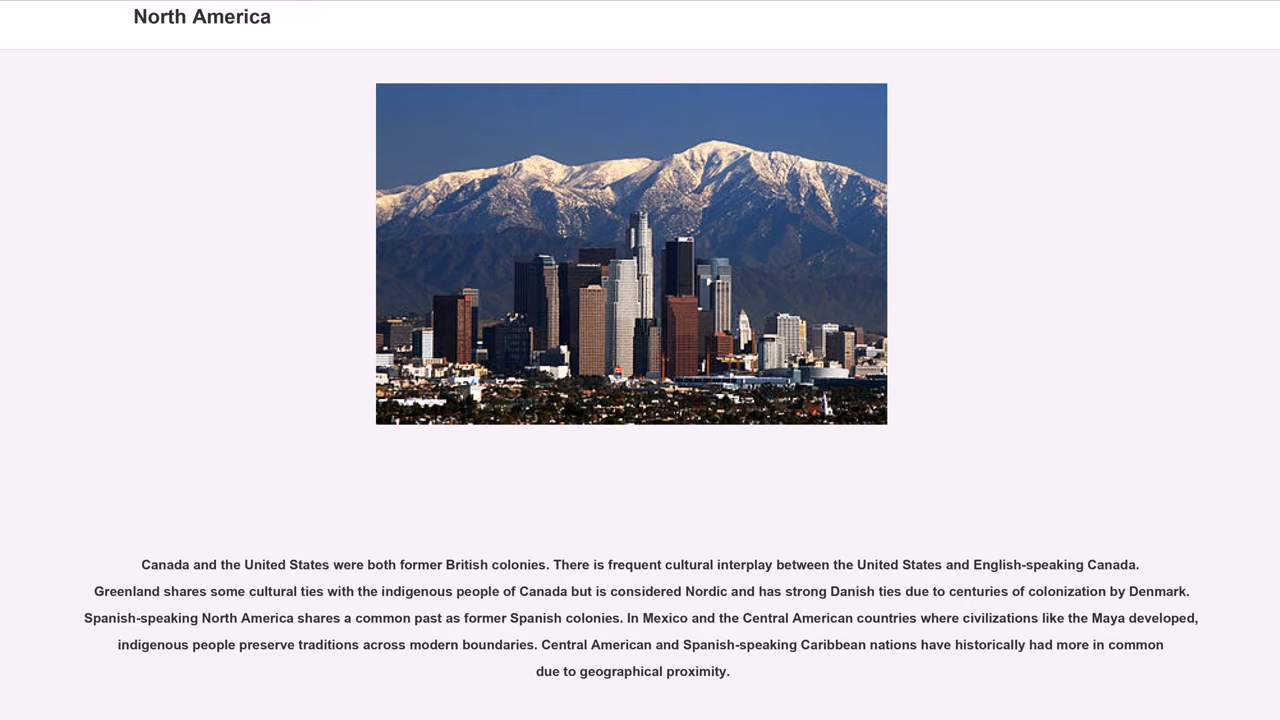 North America
Canada and the United States were both former British colonies. There is frequent cultural interplay between the United States and English-speaking Canada.
Greenland shares some cultural ties with the indigenous people of Canada but is considered Nordic and has strong Danish ties due to centuries of colonization by Denmark.
Spanish-speaking North America shares a common past as former Spanish colonies. In Mexico and the Central American countries where civilizations like the Maya developed,
indigenous people preserve traditions across modern boundaries. Central American and Spanish-speaking Caribbean nations have historically had more in common
due to geographical proximity.